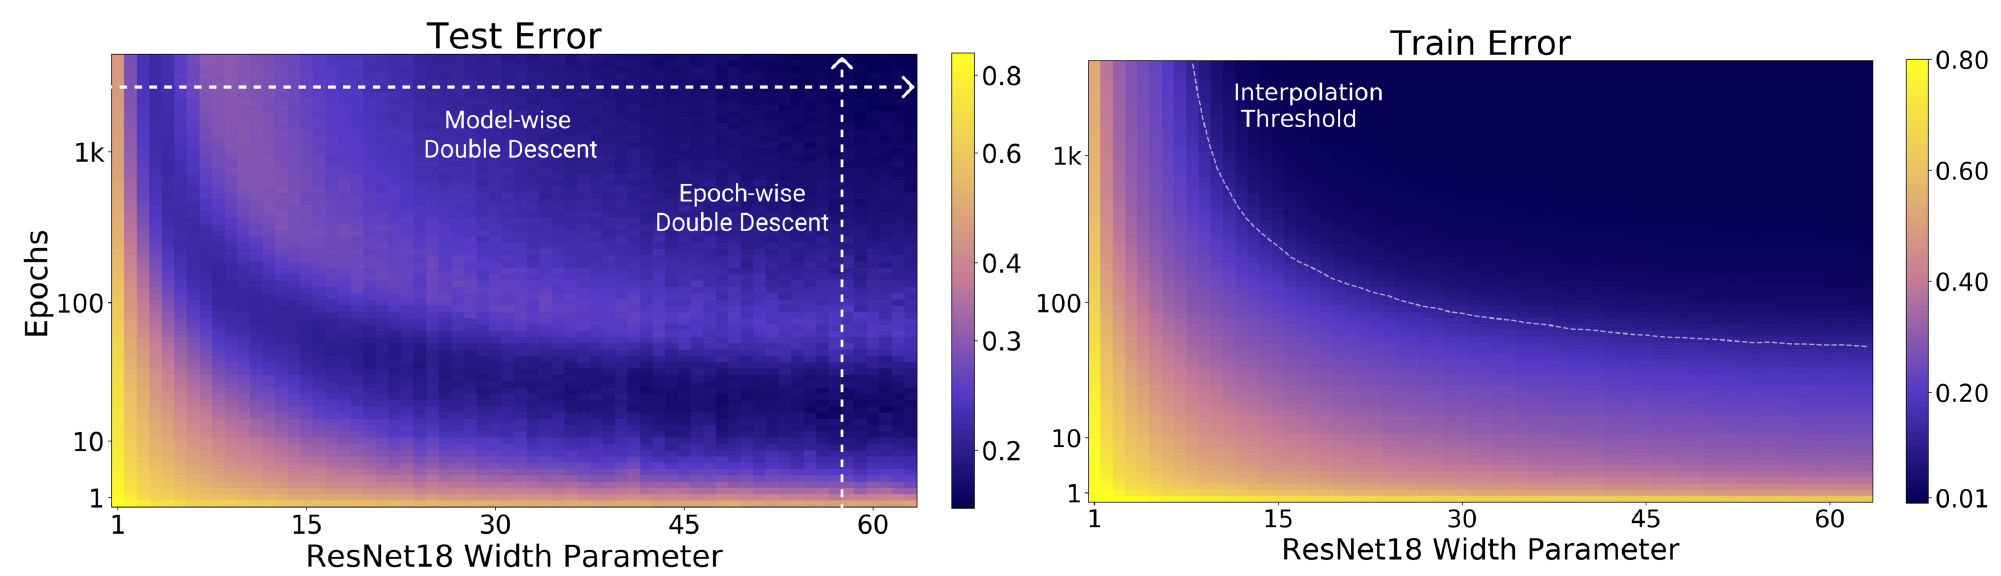 Test Error
Model-wise
Double Descent
Epoch-wise
Double Descent
Epochs
1k
100
10
1
1
15
30
45
60
ResNet18 Width Parameter
0.8
0.6
0.4
0.3
0.2
Train Error
Interpolation
Threshold
1k
100
10
1
1
15
30
45
60
ResNet18 Width Parameter
0.80
0.60
0.40
0.20
0.01